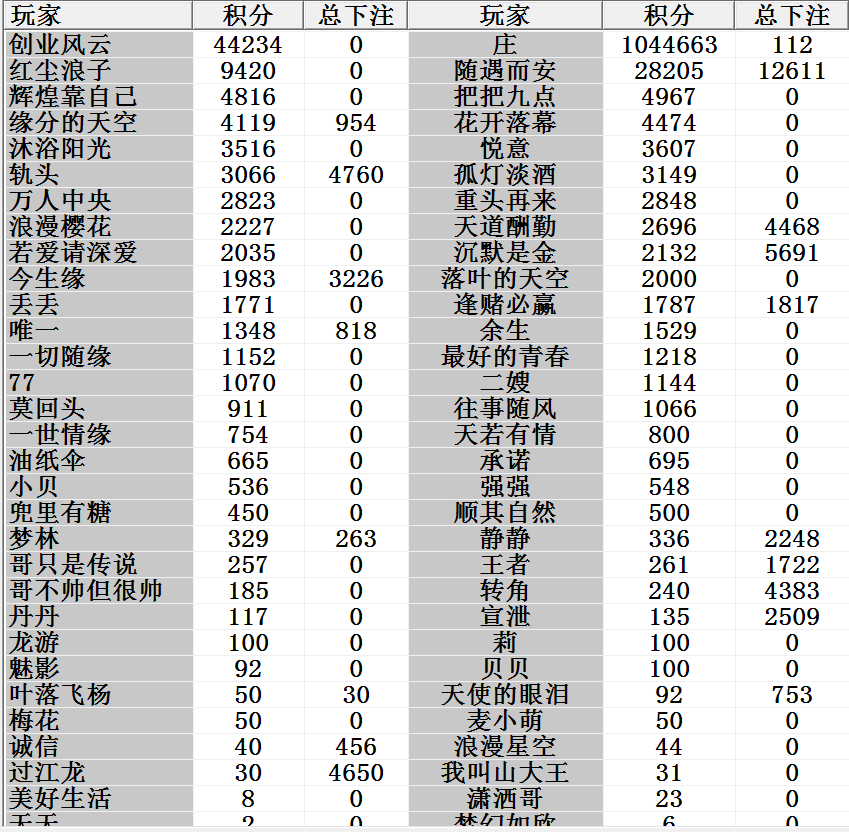 玩家 积分 总下注 玩家 积分 总下注
创业风云 44234 0 庄 1044663 112
红尘浪子 9420 0 随遇而安 28205 12611
辉煌靠自己 4816 0 把把九点 4967 0
缘分的天空 4119 954 花开落幕 4474 0
沐浴阳光 3516 0 悦意 3607 0
轨头 3066 4760 孤灯淡酒 3149 0
万人中央 2823 0 重头再来 2848 0
浪漫樱花 2227 0 天道酬勤 2696 4468
若爱请深爱 2035 0 沉默是金 2132 5691
今生缘 1983 3226 落叶的天空 2000 0
丢丢 1771 0 逢赌必赢 1787 1817
唯一 1348 818 余生 1529 0
一切随缘 1152 0 最好的青春 1218 0
77 1070 0 二嫂 1144 0
莫回头 911 0 往事随风 1066 0
一世情缘 754 0 天若有情 800 0
油纸伞 665 0 承诺 695 0
小贝 536 0 强强 548 0
兜里有糖 450 0 顺其自然 500 0
梦林 329 263 静静 336 2248
哥只是传说 257 0 王者 261 1722
哥不帅但很帅 185 0 转角 240 4383
丹丹 117 0 宣泄 135 2509
龙游 100 0 莉 100 0
魅影 92 0 贝贝 100 0
叶落飞杨 50 30 天使的眼泪 92 753
梅花 50 0 麦小萌 50 0
诚信 40 456 浪漫星空 44 0
过江龙 30 4650 我叫山大王 31 0
美好生活 8 0 潇洒哥 23 0
2 0 梦幻如欣 6 0